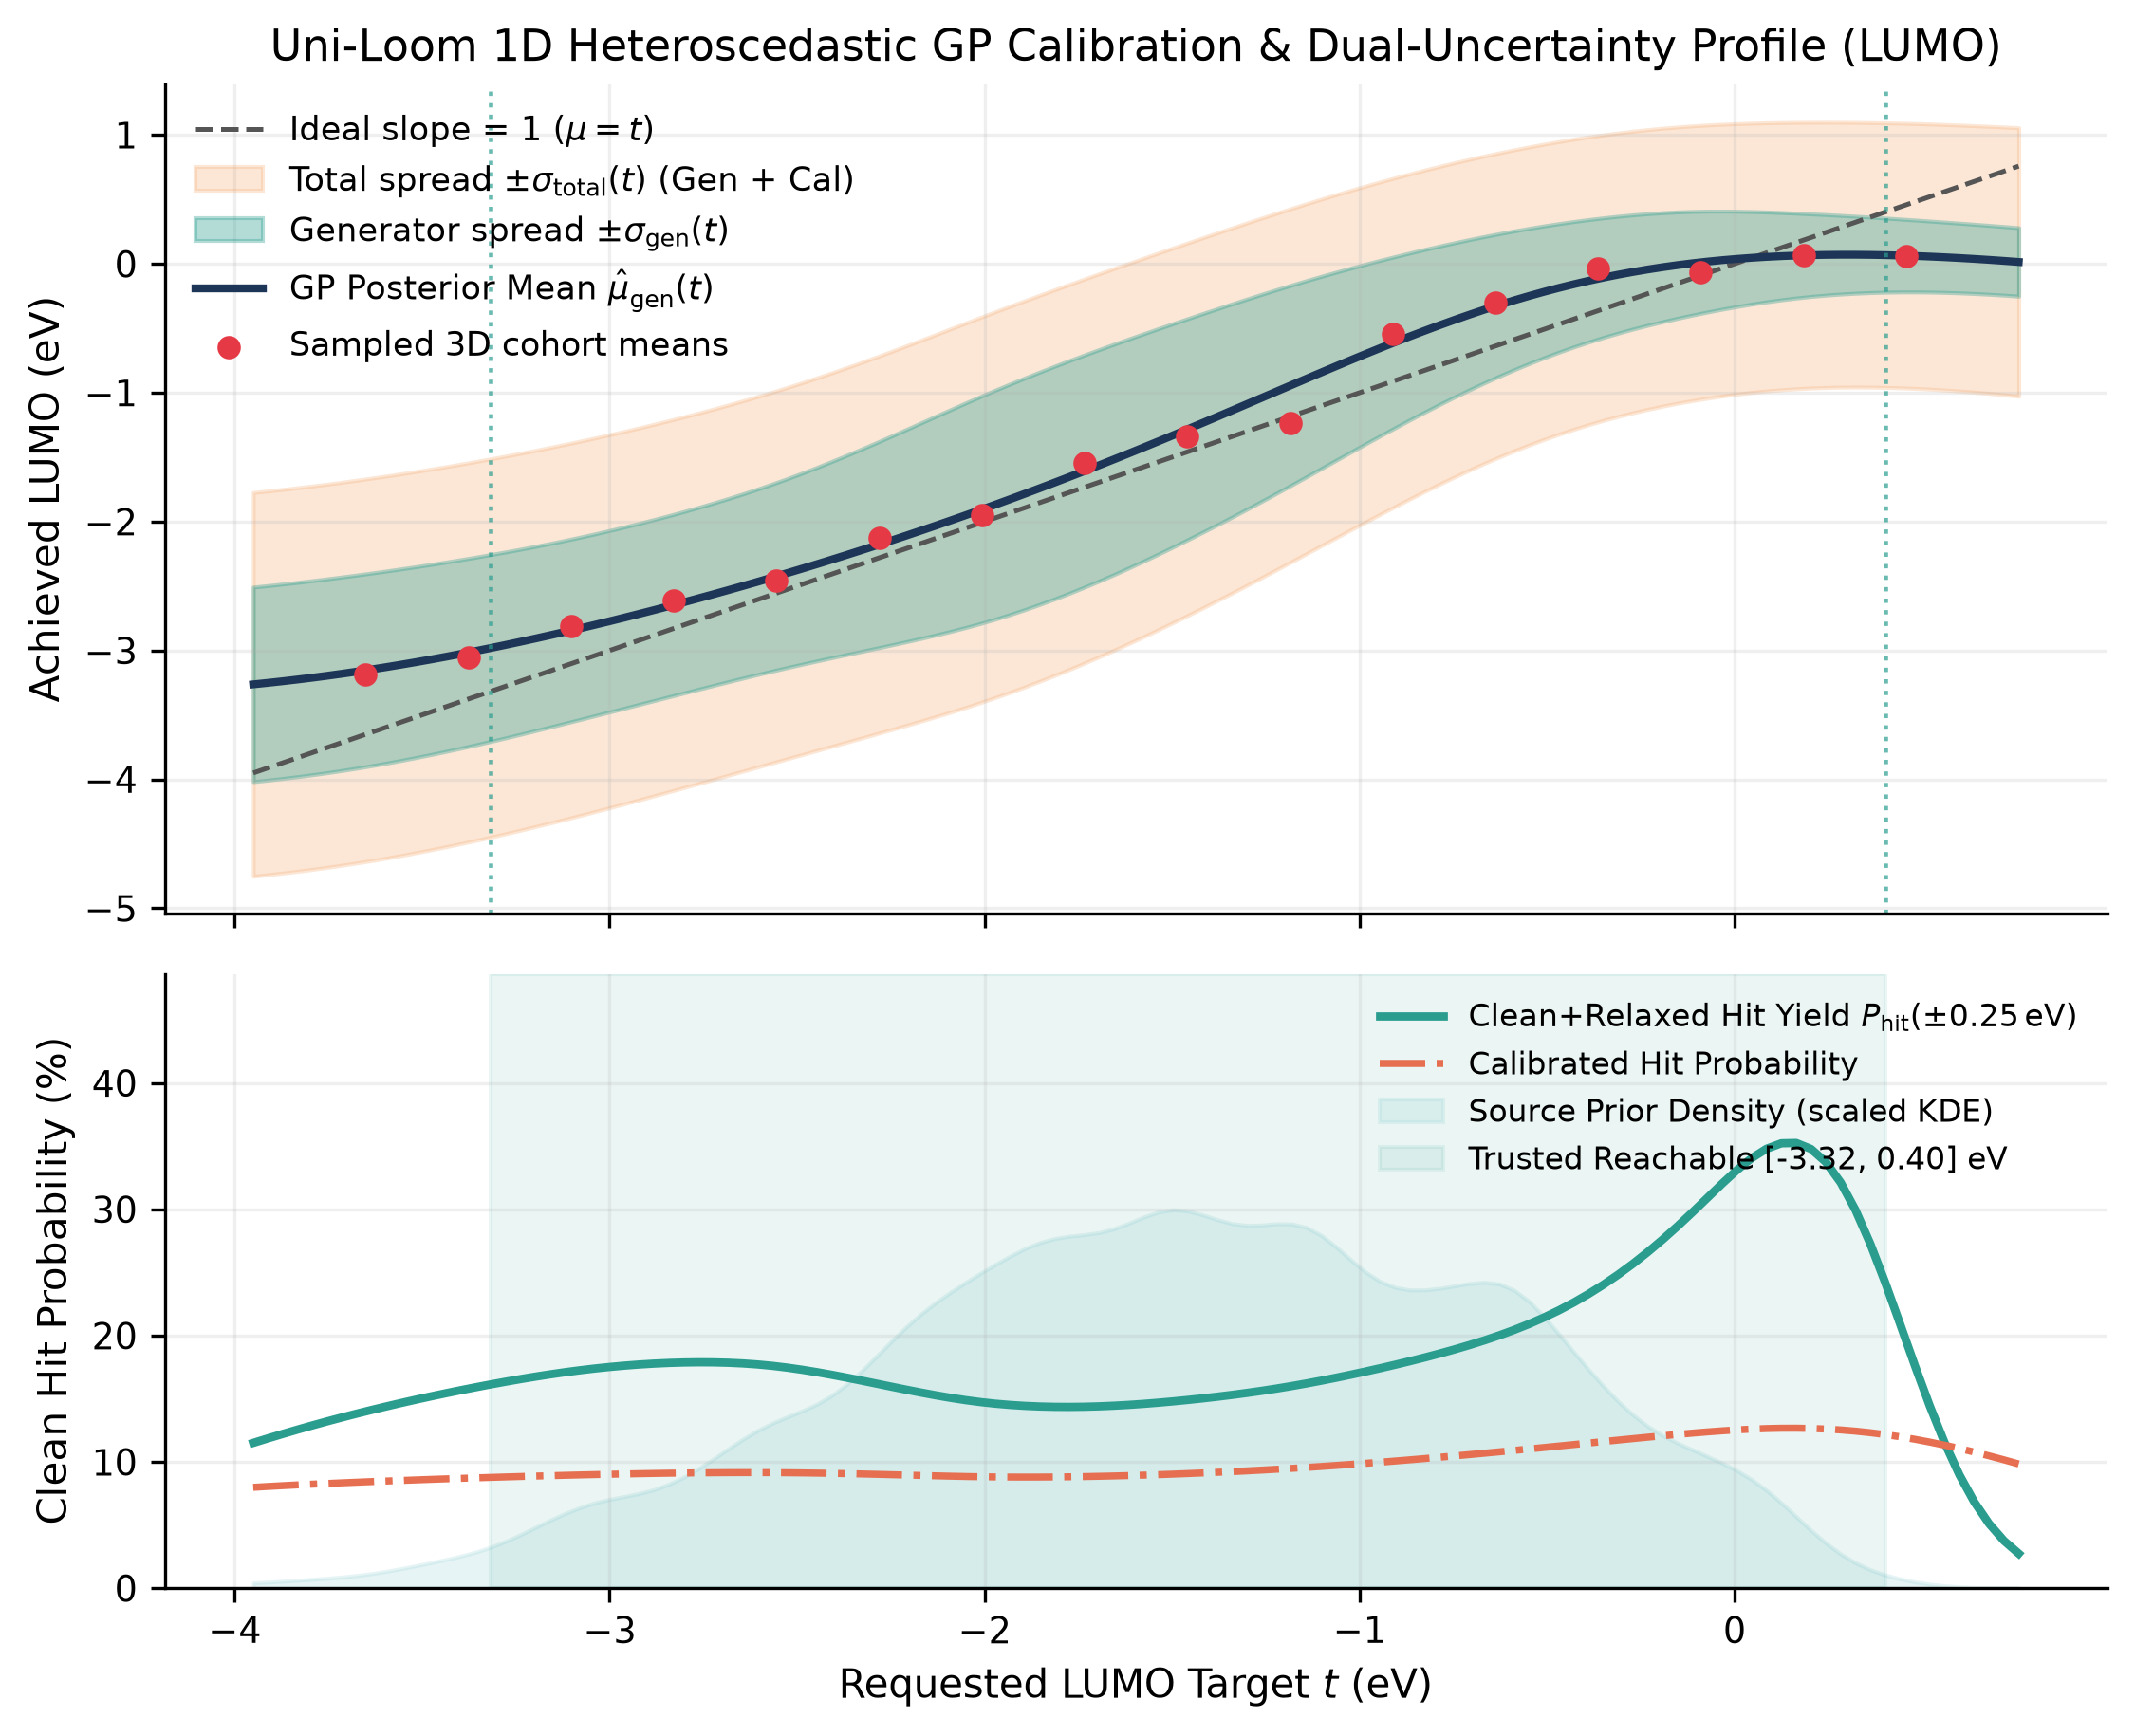 Uni-Loom 1D Heteroscedastic GP Calibration & Dual-Uncertainty Profile (LUMO)
Achieved LUMO (eV)
1
0
−1
−2
−3
−4
−5
Ideal slope = 1 (μ = t)
Total spread ±σtotal(t) (Gen + Cal)
Generator spread ±σgen(t)
GP Posterior Mean μ̂gen(t)
Sampled 3D cohort means
Clean Hit Probability (%)
40
30
20
10
0
Clean+Relaxed Hit Yield Phit(±0.25 eV)
Calibrated Hit Probability
Source Prior Density (scaled KDE)
Trusted Reachable [-3.32, 0.40] eV
−4 −3 −2 −1 0
Requested LUMO Target t (eV)